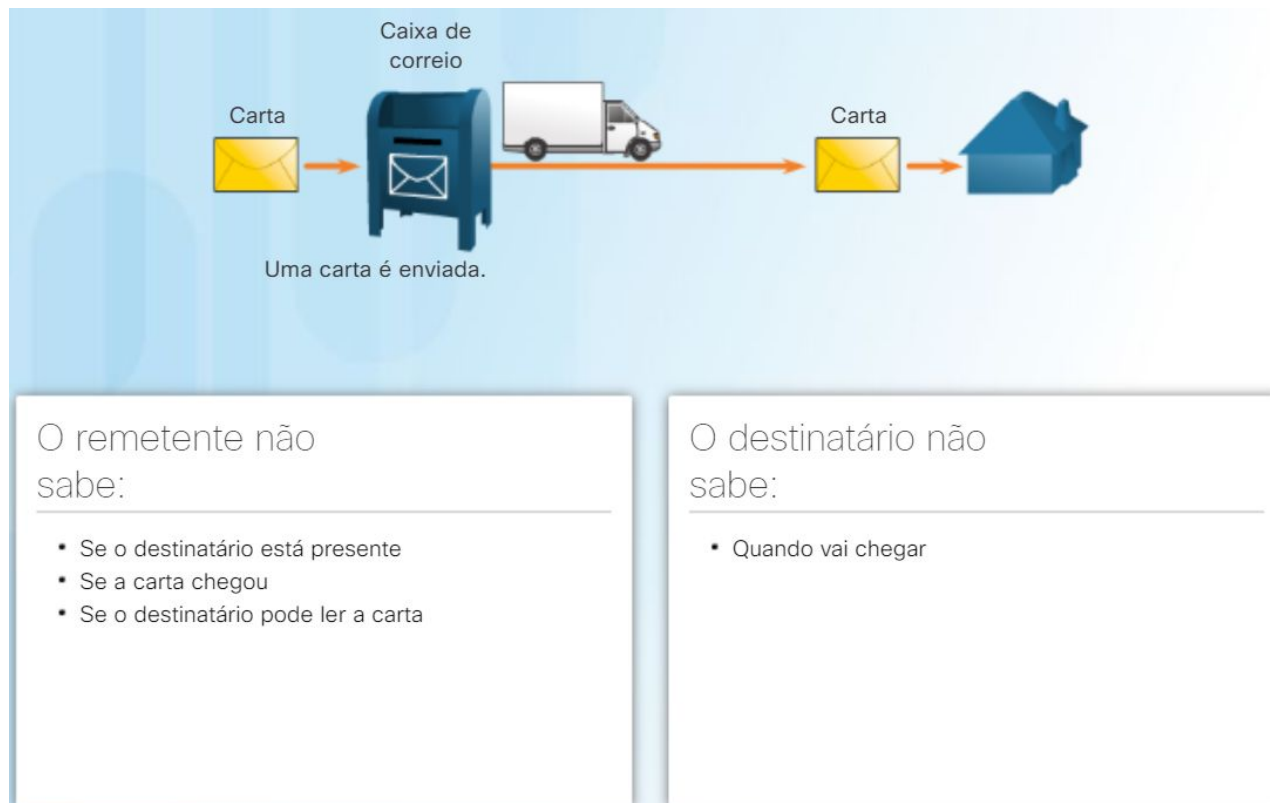 Caixa de
correio
Carta
Carta
Uma carta é enviada.
O remetente não
sabe:
• Se o destinatário está presente
• Se a carta chegou
• Se o destinatário pode ler a carta
O destinatário não
sabe:
• Quando vai chegar